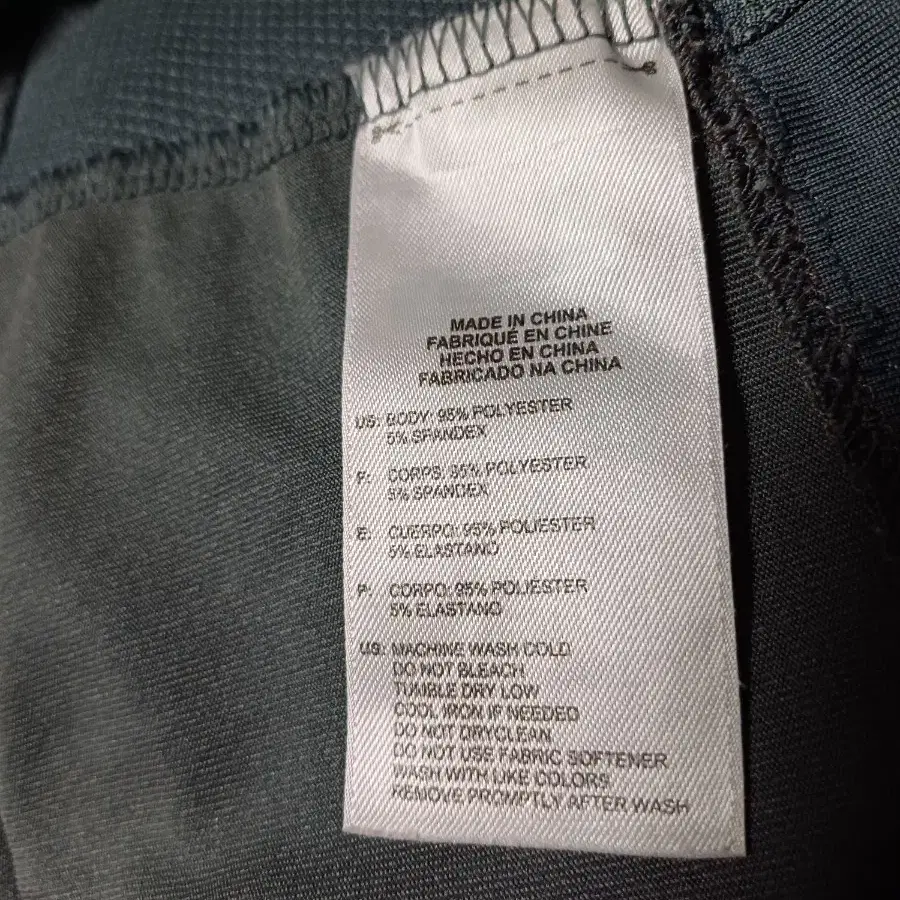 MADE IN CHINA
FABRIQUÉ EN CHINE
HECHO EN CHINA
FABRICADO NA CHINA
US: BODY: 95% POLYESTER
5% SPANDEX
F: CORPS: 95% POLYESTER
5% SPANDEX
E: CUERPO: 95% POLIESTER
5% ELASTANO
P: CORPO: 95% POLIESTER
5% ELASTANO
US: MACHINE WASH COLD
DO NOT BLEACH
TUMBLE DRY LOW
COOL IRON IF NEEDED
DO NOT DRYCLEAN
DO NOT USE FABRIC SOFTENER
WASH WITH LIKE COLORS
REMOVE PROMPTLY AFTER WASH